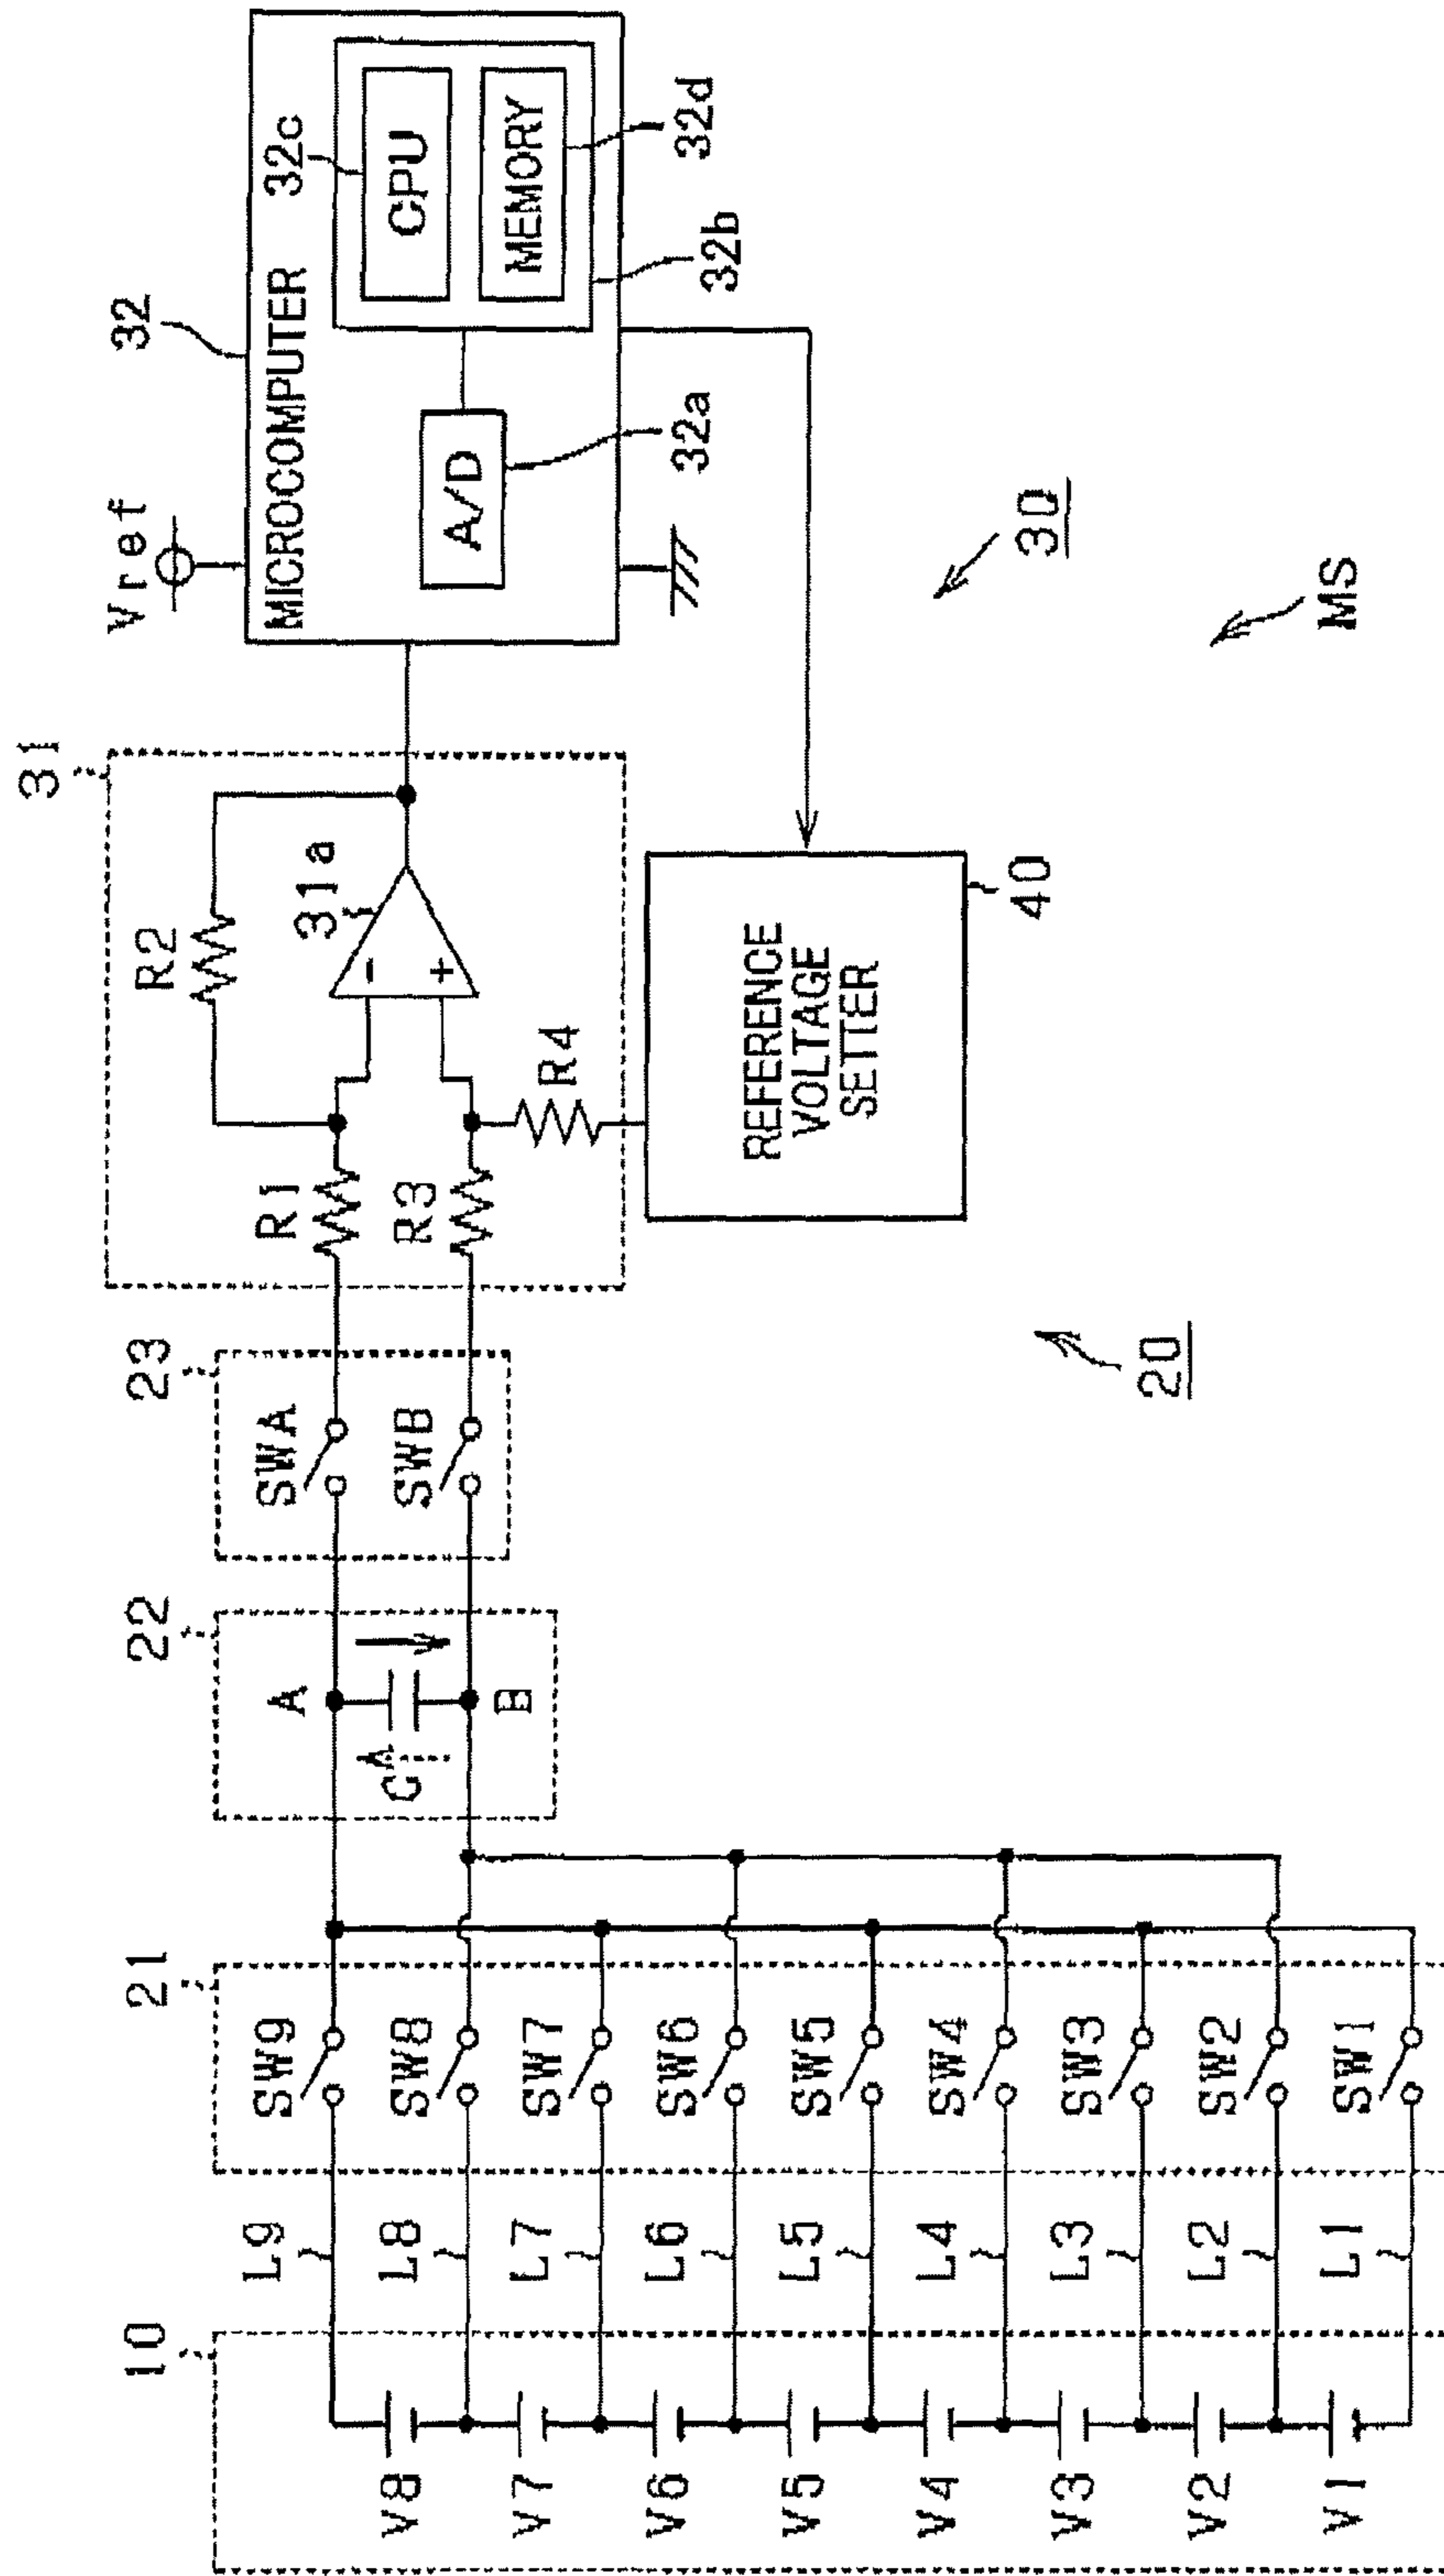 10
21
22
23
31
Vref
32
MICROCOMPUTER
32c
CPU
MEMORY
32d
32b
A/D
32a
R2
31a
-
+
R1
R3
R4
REFERENCE
VOLTAGE
SETTER
40
SWA
SWB
A
C
B
SW9
SW8
SW7
SW6
SW5
SW4
SW3
SW2
SW1
L9
L8
L7
L6
L5
L4
L3
L2
L1
V8
V7
V6
V5
V4
V3
V2
V1
20
30
MS